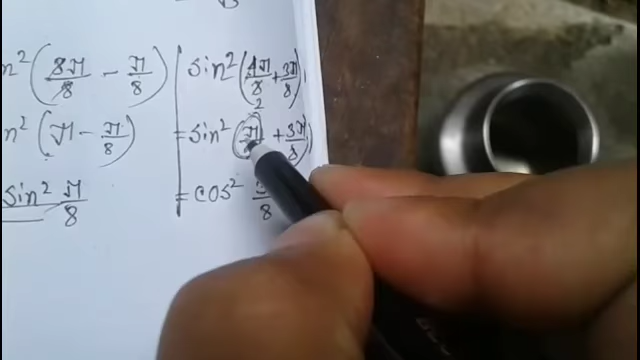 n²(8π/8 − π/8)
n²(π − π/8)
sin² π/8
sin²(4π/8 + 3π/8)
= sin²(π/2 + 3π/8)
= cos² 3π/8